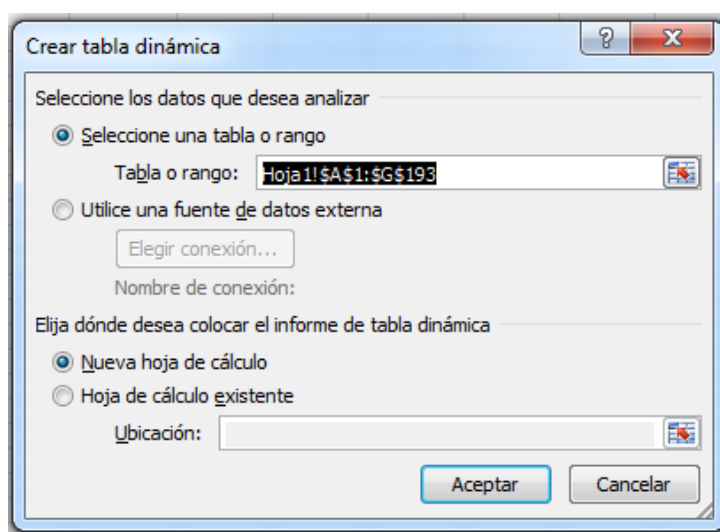 Crear tabla dinámica
?
Seleccione los datos que desea analizar
Seleccione una tabla o rango
Tabla o rango: Hoja1!$A$1:$G$193
Utilice una fuente de datos externa
Elegir conexión...
Nombre de conexión:
Elija dónde desea colocar el informe de tabla dinámica
Nueva hoja de cálculo
Hoja de cálculo existente
Ubicación:
Aceptar Cancelar